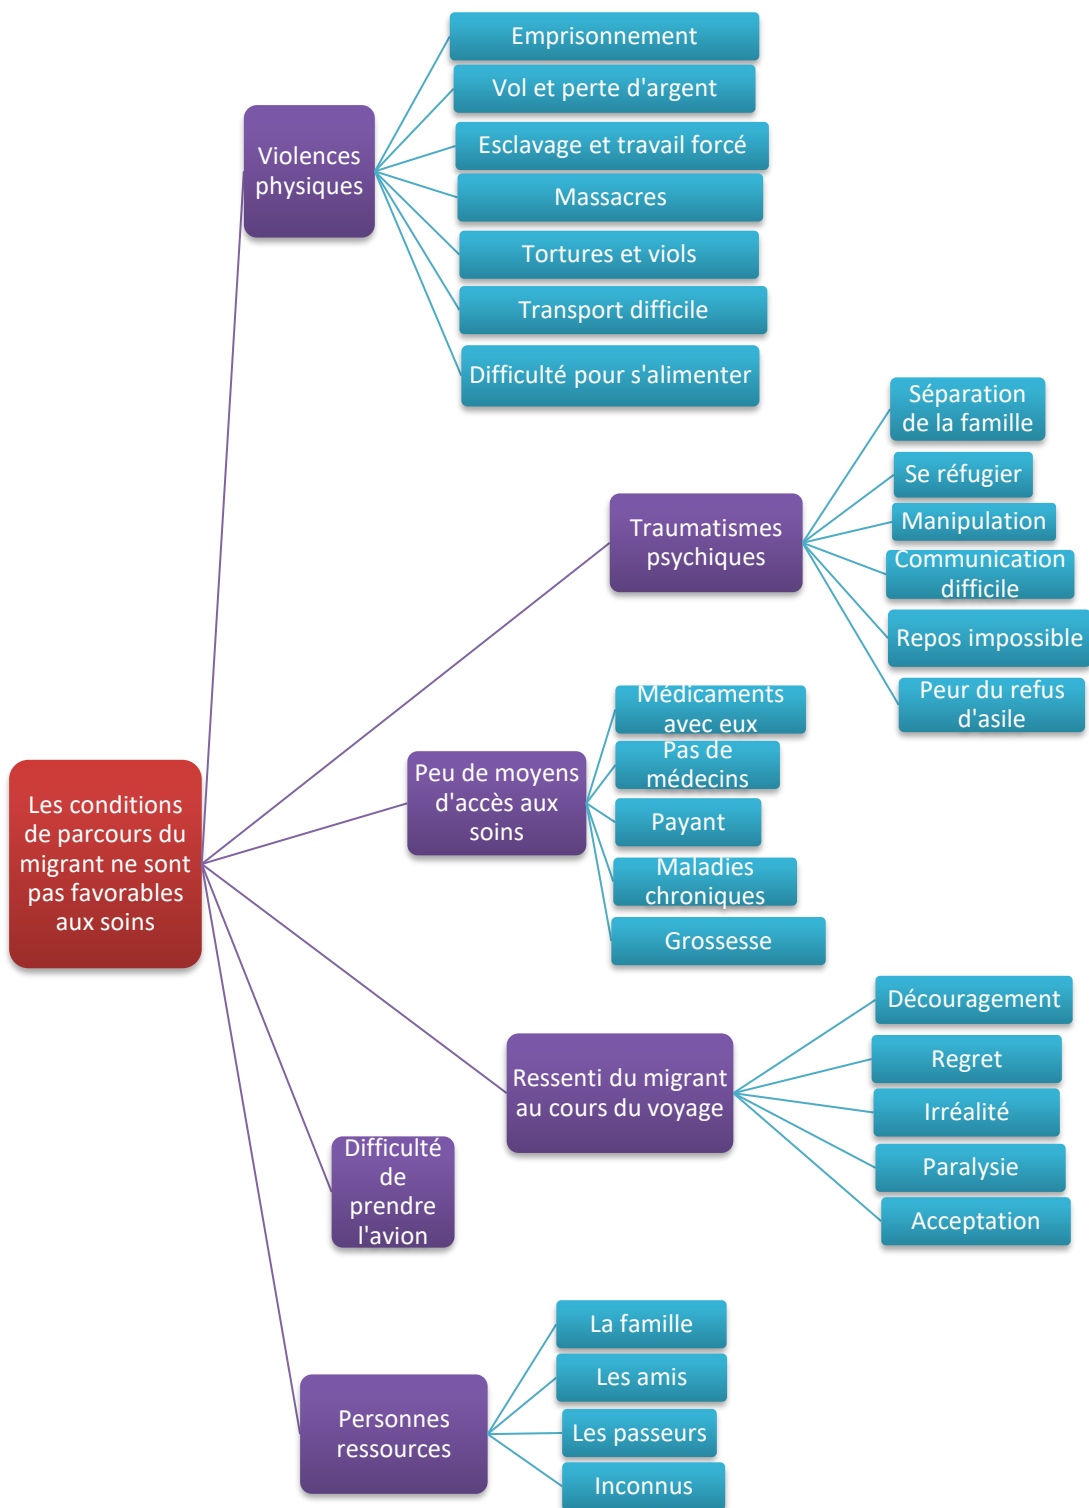 Les conditions
de parcours du
migrant ne sont
pas favorables
aux soins
Violences
physiques
Emprisonnement
Vol et perte d'argent
Esclavage et travail forcé
Massacres
Tortures et viols
Transport difficile
Difficulté pour s'alimenter
Traumatismes
psychiques
Séparation
de la famille
Se réfugier
Manipulation
Communication
difficile
Repos impossible
Peur du refus
d'asile
Peu de moyens
d'accès aux
soins
Médicaments
avec eux
Pas de
médecins
Payant
Maladies
chroniques
Grossesse
Ressenti du migrant
au cours du voyage
Découragement
Regret
Irréalité
Paralysie
Acceptation
Difficulté
de
prendre
l'avion
Personnes
ressources
La famille
Les amis
Les passeurs
Inconnus